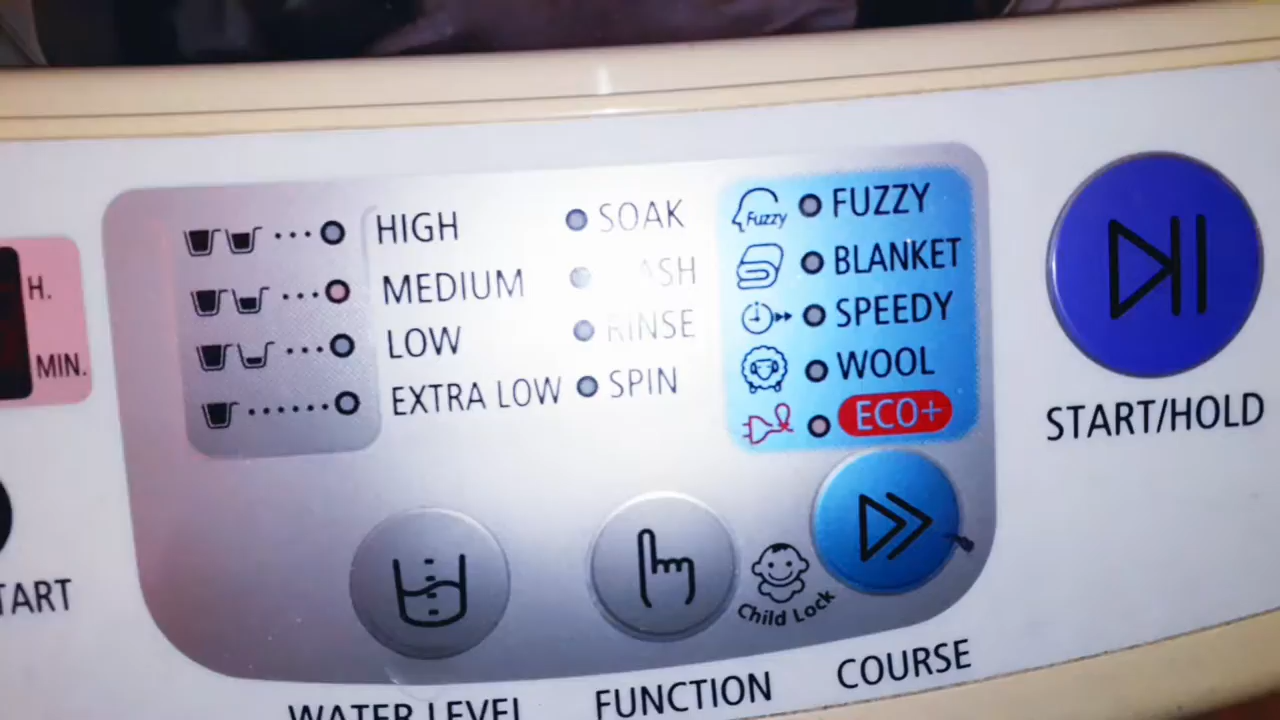 H.
MIN.
HIGH
MEDIUM
LOW
EXTRA LOW
SOAK
RINSE
SPIN
Fuzzy
FUZZY
BLANKET
SPEEDY
WOOL
ECO+
START/HOLD
Child Lock
WATER LEVEL
FUNCTION
COURSE